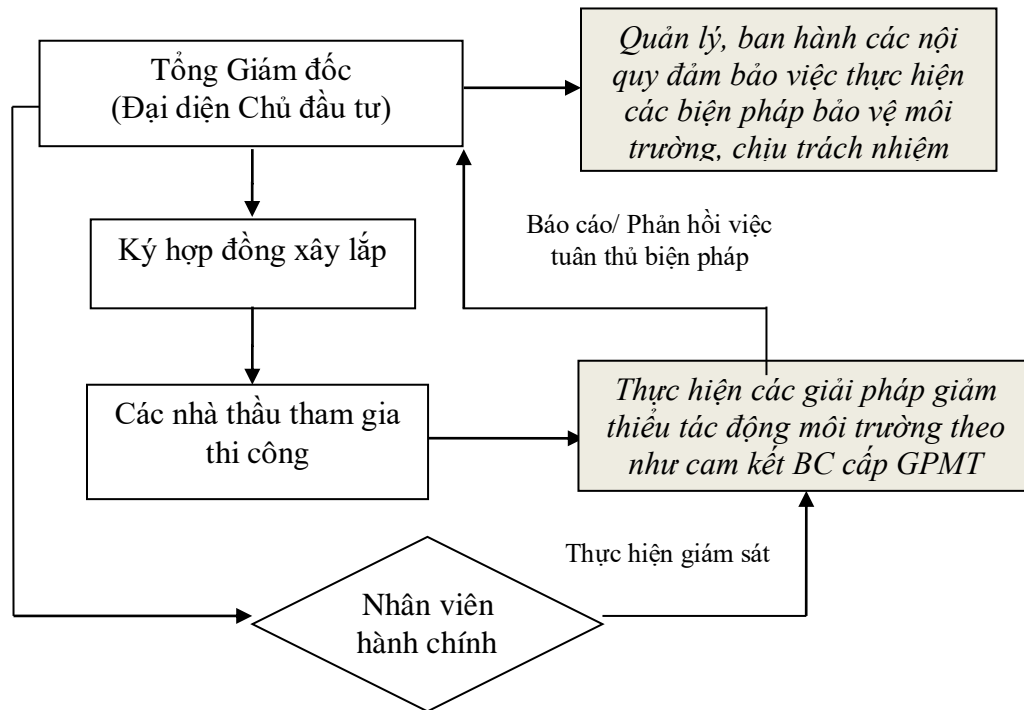 Tổng Giám đốc
(Đại diện Chủ đầu tư)
Quản lý, ban hành các nội
quy đảm bảo việc thực hiện
các biện pháp bảo vệ môi
trường, chịu trách nhiệm
Ký hợp đồng xây lắp
Báo cáo/ Phản hồi việc
tuân thủ biện pháp
Các nhà thầu tham gia
thi công
Thực hiện các giải pháp giảm
thiểu tác động môi trường theo
như cam kết BC cấp GPMT
Thực hiện giám sát
Nhân viên
hành chính